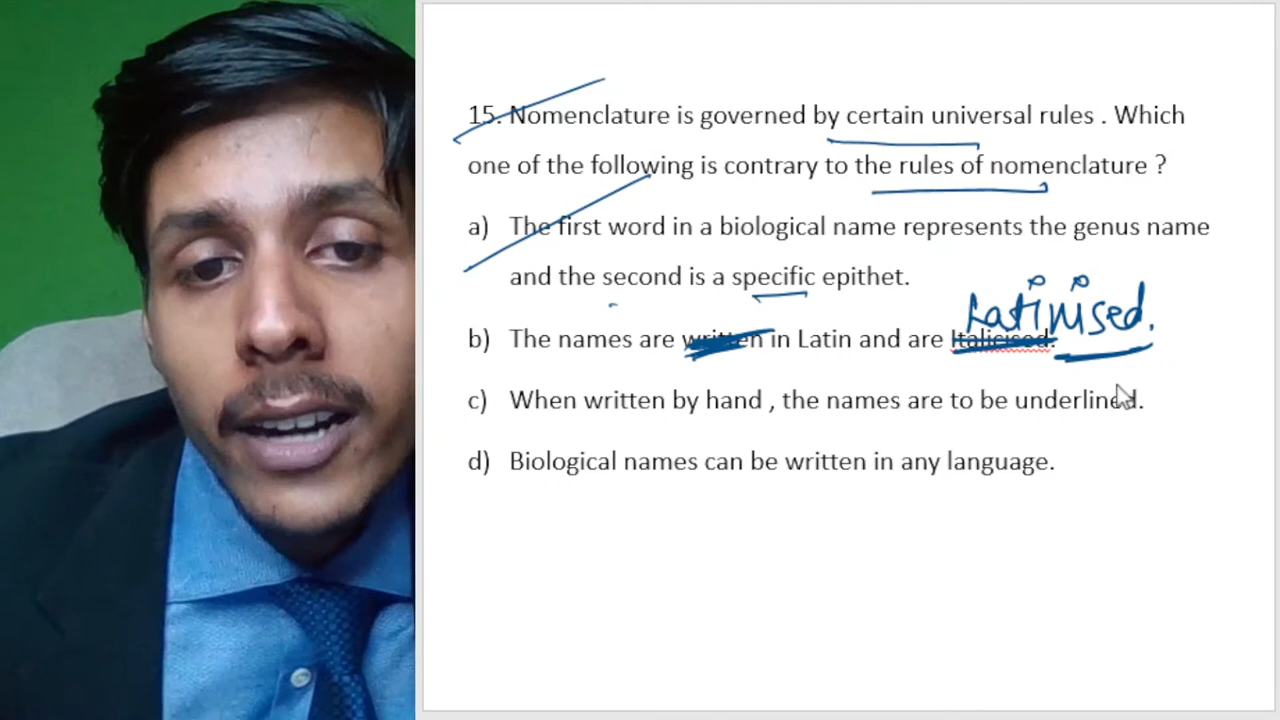 15. Nomenclature is governed by certain universal rules . Which
one of the following is contrary to the rules of nomenclature ?
a) The first word in a biological name represents the genus name
and the second is a specific epithet.
Latinised.
b) The names are written in Latin and are Italicised.
c) When written by hand , the names are to be underlined.
d) Biological names can be written in any language.